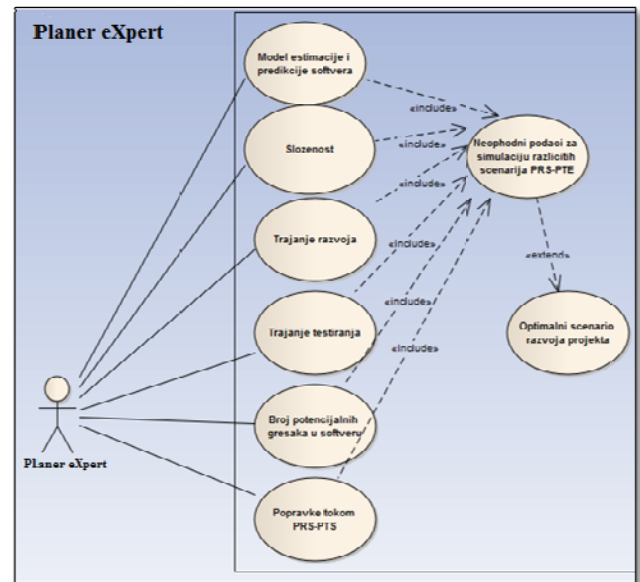 Planer eXpert
Model estimacije i
predikcije softvera
«include»
Slozenost
«include»
Neophodni podaci za
simulaciju razlicitih
scenarija PRS-PTE
«include»
Trajanje razvoja
«include»
«extend»
Trajanje testiranja
«include»
«include»
Optimalni scenario
razvoja projekta
Broj potencijalnih
gresaka u softveru
Planer eXpert
Popravke tokom
PRS-PTS